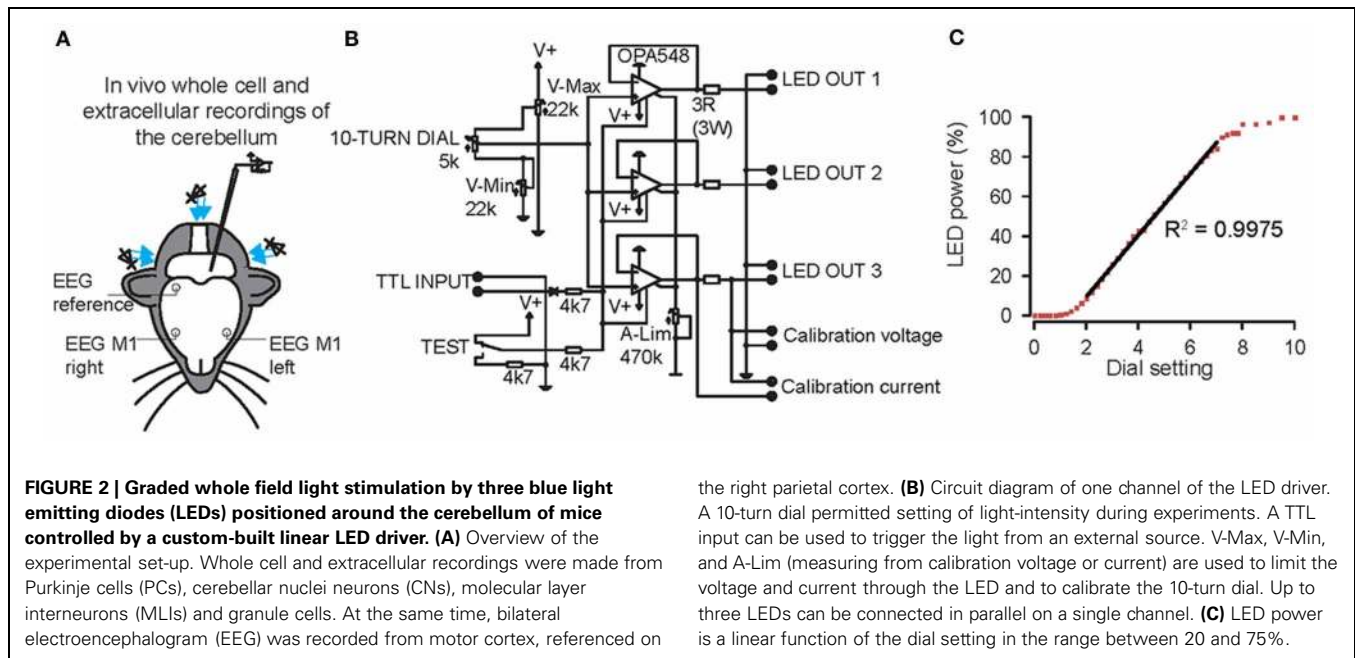 A
In vivo whole cell and
extracellular recordings of
the cerebellum
EEG
reference
EEG M1
right
EEG M1
left
B
V+
OPA548
V-Max
22k
10-TURN DIAL
5k
V-Min
22k
V+
3R
(3W)
V+
V+
LED OUT 1
LED OUT 2
LED OUT 3
TTL INPUT
4k7
V+
TEST
4k7
4k7
A-Lim
470k
Calibration voltage
Calibration current
C
LED power (%)
100
80
60
40
20
0
R² = 0.9975
0 2 4 6 8 10
Dial setting
FIGURE 2 | Graded whole field light stimulation by three blue light
emitting diodes (LEDs) positioned around the cerebellum of mice
controlled by a custom-built linear LED driver. (A) Overview of the
experimental set-up. Whole cell and extracellular recordings were made from
Purkinje cells (PCs), cerebellar nuclei neurons (CNs), molecular layer
interneurons (MLIs) and granule cells. At the same time, bilateral
electroencephalogram (EEG) was recorded from motor cortex, referenced on
the right parietal cortex. (B) Circuit diagram of one channel of the LED driver.
A 10-turn dial permitted setting of light-intensity during experiments. A TTL
input can be used to trigger the light from an external source. V-Max, V-Min,
and A-Lim (measuring from calibration voltage or current) are used to limit the
voltage and current through the LED and to calibrate the 10-turn dial. Up to
three LEDs can be connected in parallel on a single channel. (C) LED power
is a linear function of the dial setting in the range between 20 and 75%.